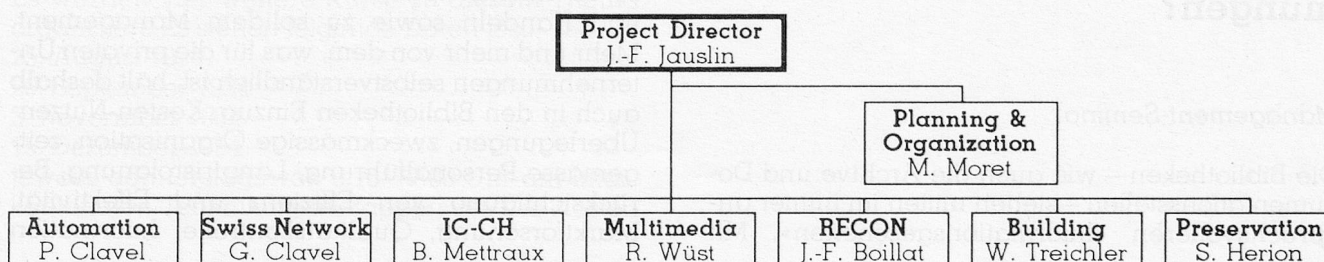 Project Director
J.-F. Jauslin
Planning &
Organization
M. Moret
Automation
P. Clavel
Swiss Network
G. Clavel
IC-CH
B. Mettraux
Multimedia
R. Wüst
RECON
J.-F. Boillat
Building
W. Treichler
Preservation
S. Herion